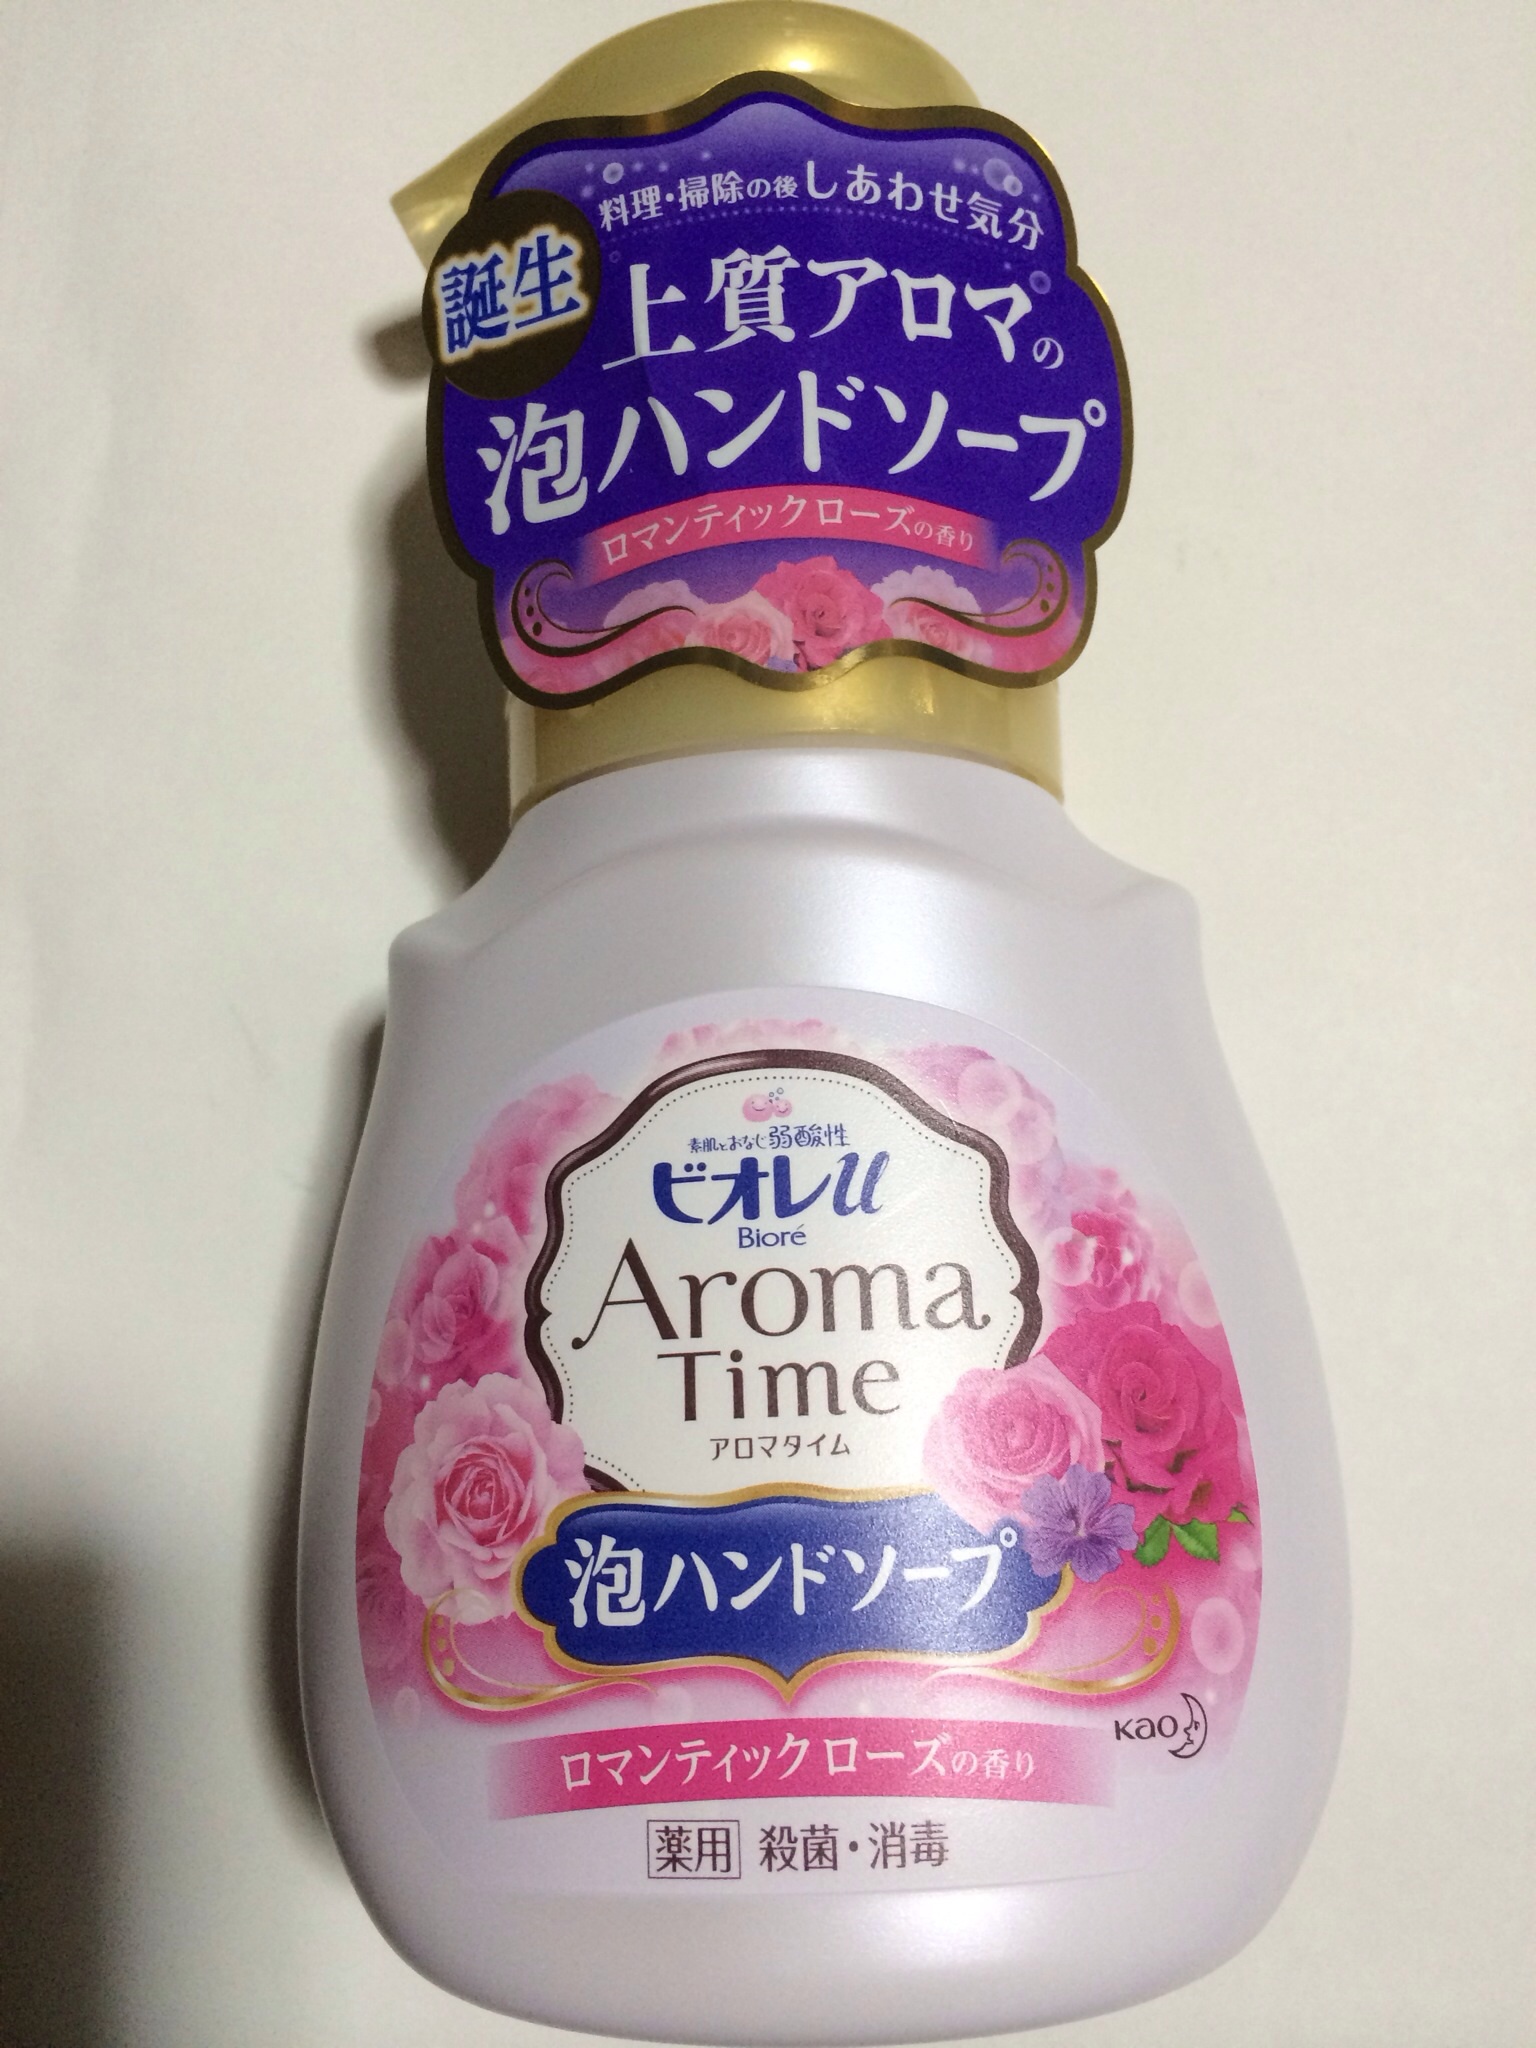 料理・掃除の後しあわせ気分
誕生
上質アロマの
泡ハンドソープ
ロマンティックローズの香り
素肌とおなじ弱酸性
ビオレu
Bioré
Aroma
Time
アロマタイム
泡ハンドソープ
Kao
ロマンティックローズの香り
薬用 殺菌・消毒